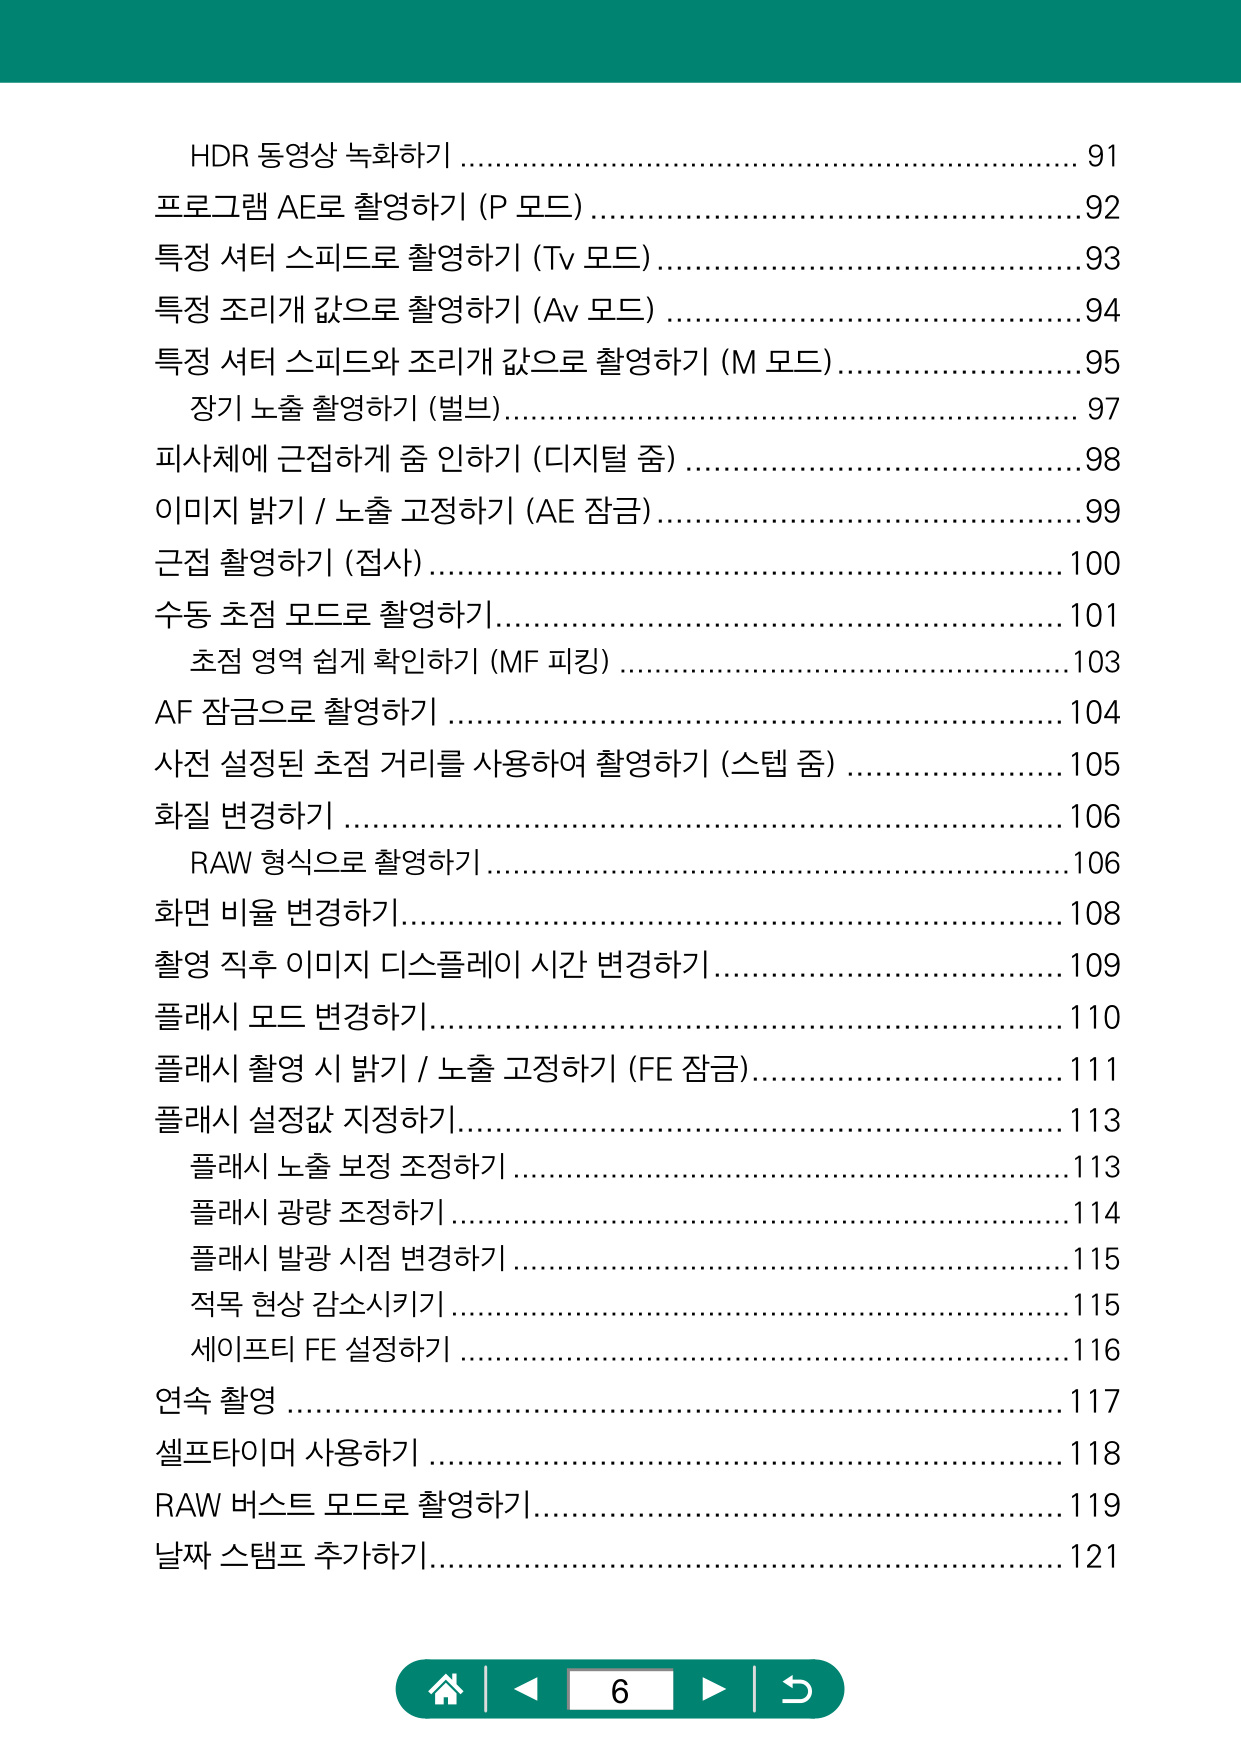 HDR 동영상 녹화하기 ........................................................................ 91
프로그램 AE로 촬영하기 (P 모드) ....................................................92
특정 셔터 스피드로 촬영하기 (Tv 모드).............................................93
특정 조리개 값으로 촬영하기 (Av 모드) ............................................94
특정 셔터 스피드와 조리개 값으로 촬영하기 (M 모드)..........................95
장기 노출 촬영하기 (벌브)................................................................... 97
피사체에 근접하게 줌 인하기 (디지털 줌) ..........................................98
이미지 밝기 / 노출 고정하기 (AE 잠금).............................................99
근접 촬영하기 (접사)................................................................... 100
수동 초점 모드로 촬영하기............................................................ 101
초점 영역 쉽게 확인하기 (MF 피킹) ....................................................103
AF 잠금으로 촬영하기 ................................................................. 104
사전 설정된 초점 거리를 사용하여 촬영하기 (스텝 줌) ....................... 105
화질 변경하기 ............................................................................ 106
RAW 형식으로 촬영하기....................................................................106
화면 비율 변경하기...................................................................... 108
촬영 직후 이미지 디스플레이 시간 변경하기..................................... 109
플래시 모드 변경하기................................................................... 110
플래시 촬영 시 밝기 / 노출 고정하기 (FE 잠금)................................. 111
플래시 설정값 지정하기................................................................ 113
플래시 노출 보정 조정하기.................................................................113
플래시 광량 조정하기........................................................................114
플래시 발광 시점 변경하기.................................................................115
적목 현상 감소시키기........................................................................115
세이프티 FE 설정하기 .......................................................................116
연속 촬영 .................................................................................. 117
셀프타이머 사용하기 ................................................................... 118
RAW 버스트 모드로 촬영하기........................................................ 119
날짜 스탬프 추가하기................................................................... 121
6